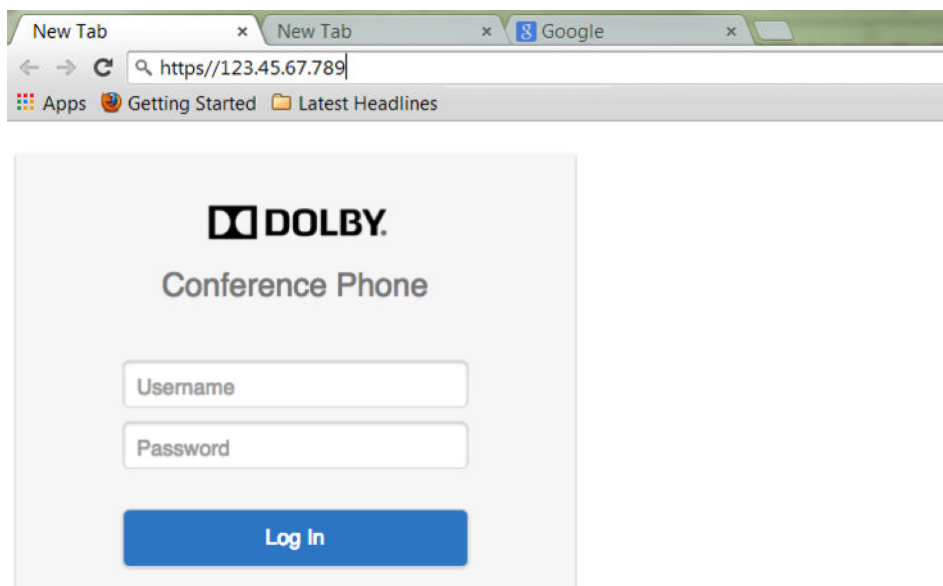 New Tab × New Tab × 8 Google ×
https//123.45.67.789
Apps Getting Started Latest Headlines
DOLBY.
Conference Phone
Username
Password
Log In